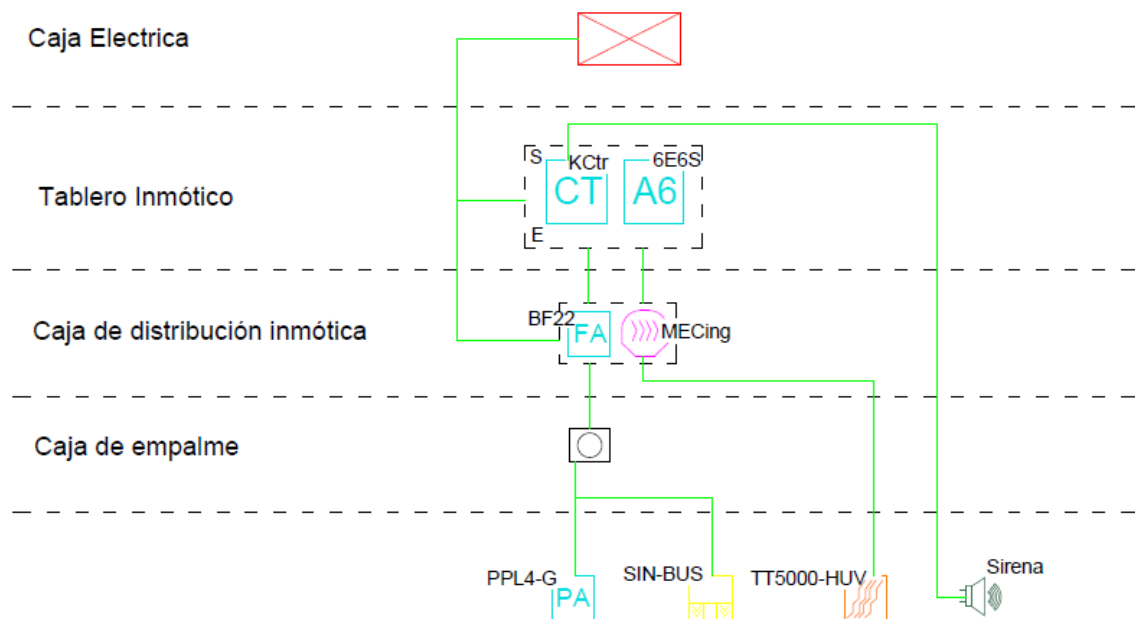 Caja Electrica
S KCtr 6E6S
CT A6
Tablero Inmótico
E
BF22
FA MECing
Caja de distribución inmótica
Caja de empalme
PPL4-G SIN-BUS TT5000-HUV Sirena
PA